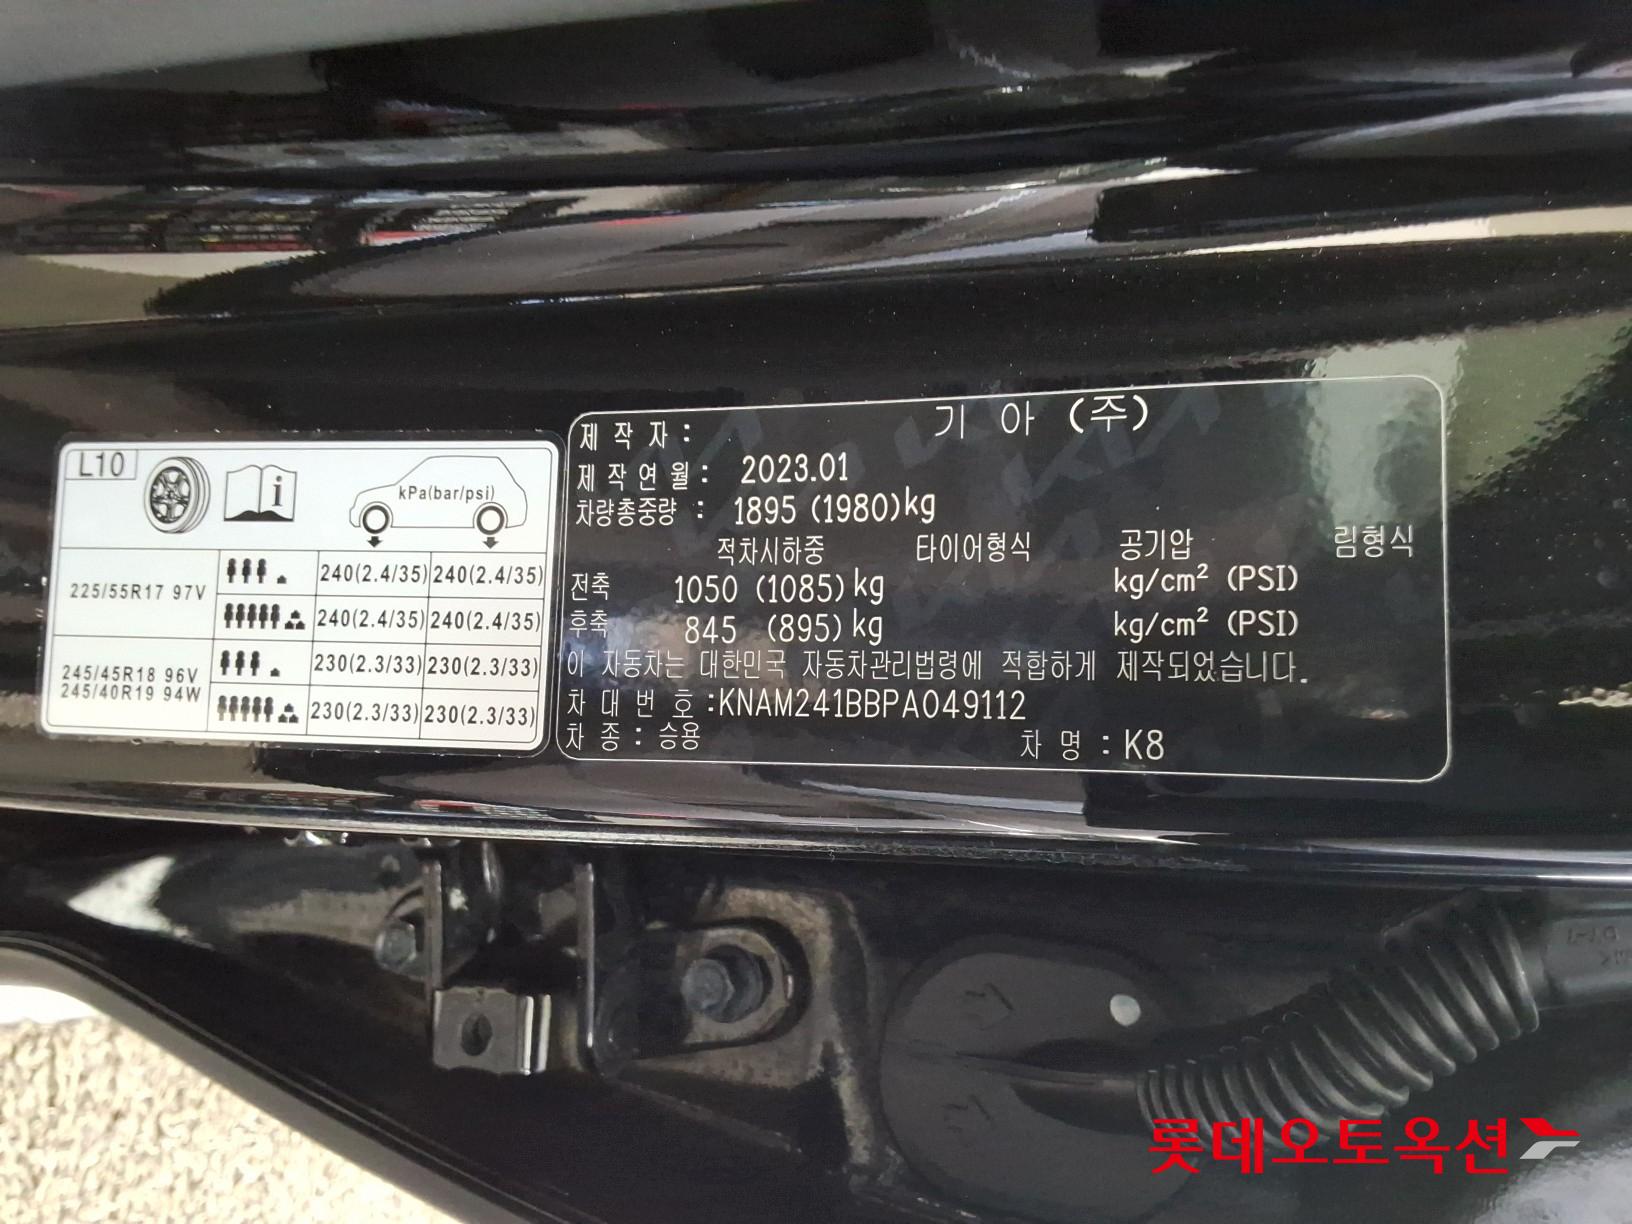 L10
kPa(bar/psi)
225/55R17 97V
240(2.4/35) 240(2.4/35)
240(2.4/35) 240(2.4/35)
245/45R18 96V
245/40R19 94W
230(2.3/33) 230(2.3/33)
230(2.3/33) 230(2.3/33)
제 작 자 : 기 아 (주)
제 작 연 월 : 2023.01
차량총중량 : 1895 (1980)kg
적차시하중 타이어형식 공기압 림형식
전축 1050 (1085)kg kg/cm² (PSI)
후축 845 (895)kg kg/cm² (PSI)
이 자동차는 대한민국 자동차관리법령에 적합하게 제작되었습니다.
차 대 번 호 :KNAM241BBPA049112
차 종 : 승용 차 명 : K8
롯데오토옥션